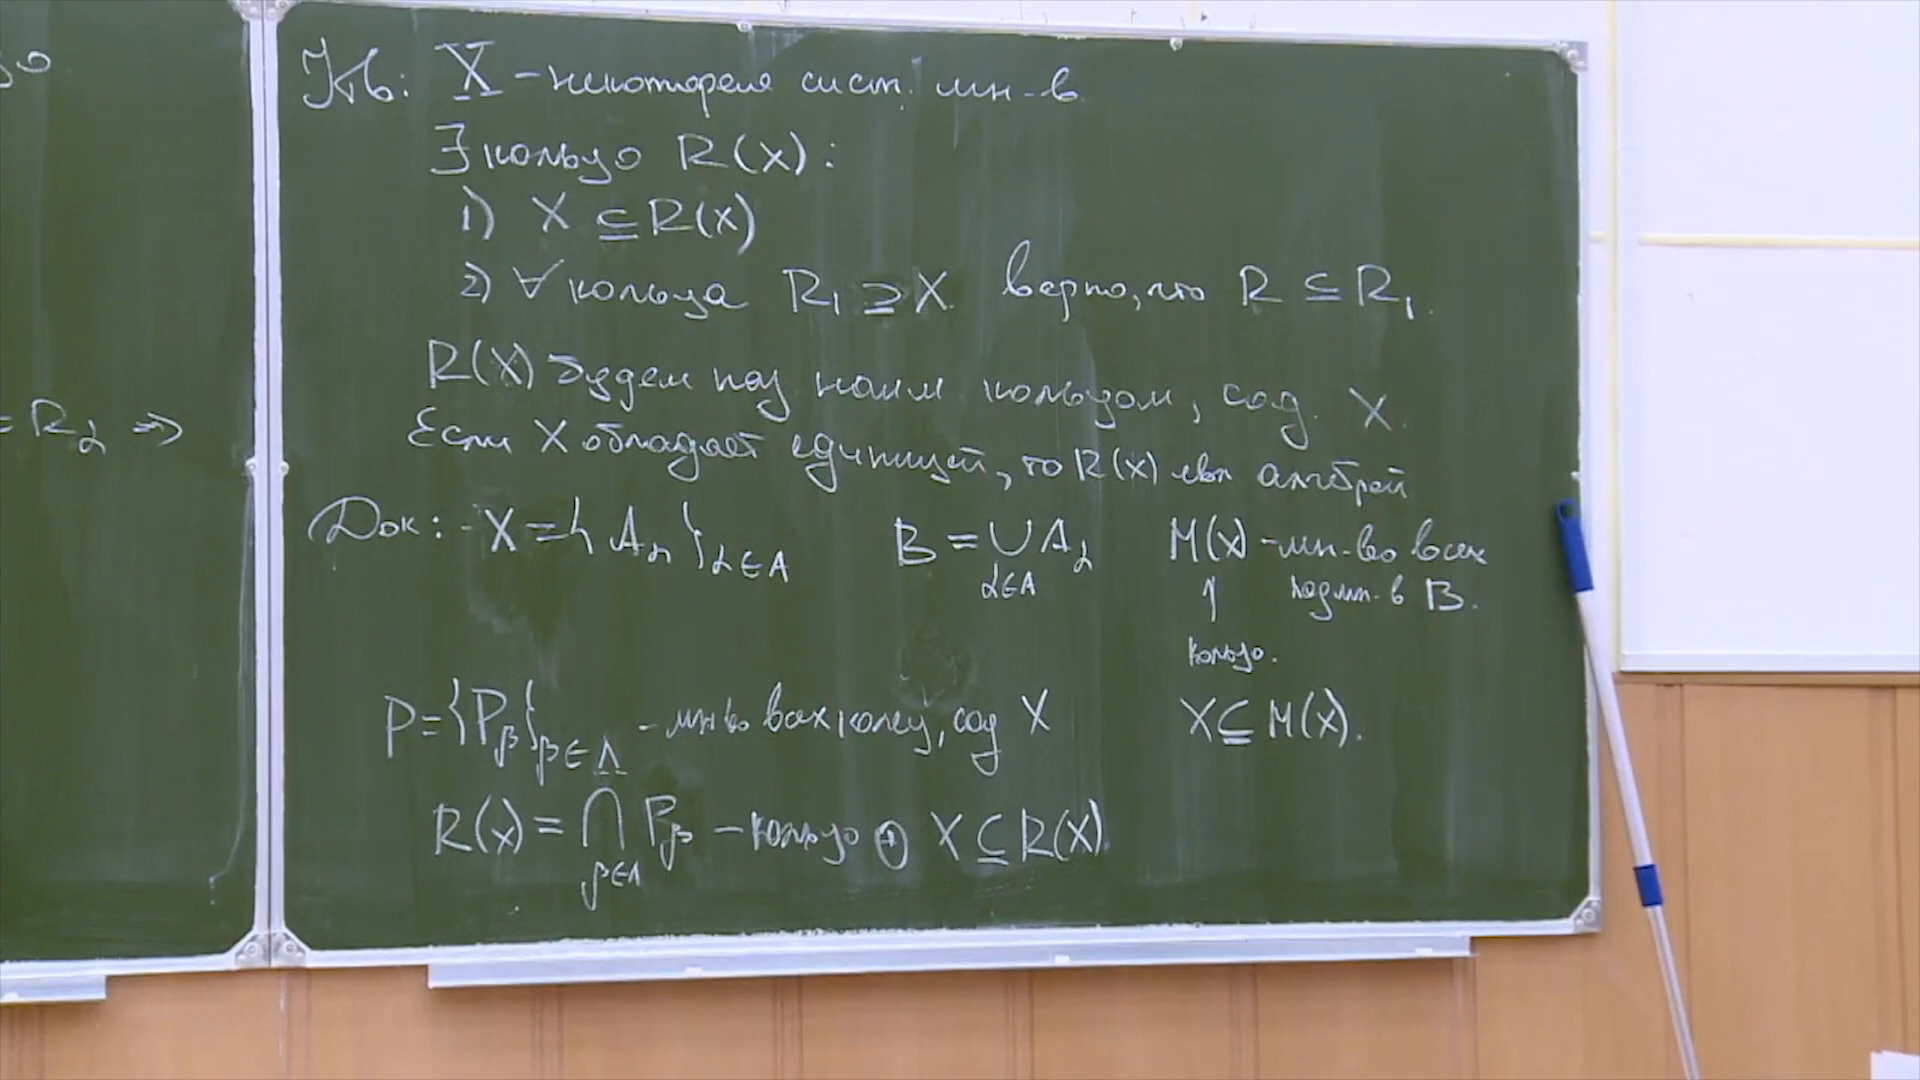 = R₂ ⇒
Ута: X – некоторая сист. мн-в
∃ кольцо R(X):
1) X ⊆ R(X)
2) ∀ кольца R₁ ⊇ X верно, что R ⊆ R₁.
R(X) будем наз. наим кольцом, сод. X.
Если X обладает единицей, то R(X) явл алгеброй
Док: - X = { A_α }_{α∈A} B = ∪_{α∈A} A_α M(X) – мн-во всех
подмн-в B.
↑
кольцо.
P = {P_β}_{β∈Λ} – мн-во всех колец, сод X X ⊆ M(X).
R(X) = ⋂_{β∈Λ} P_β – кольцо ⊕ X ⊆ R(X).